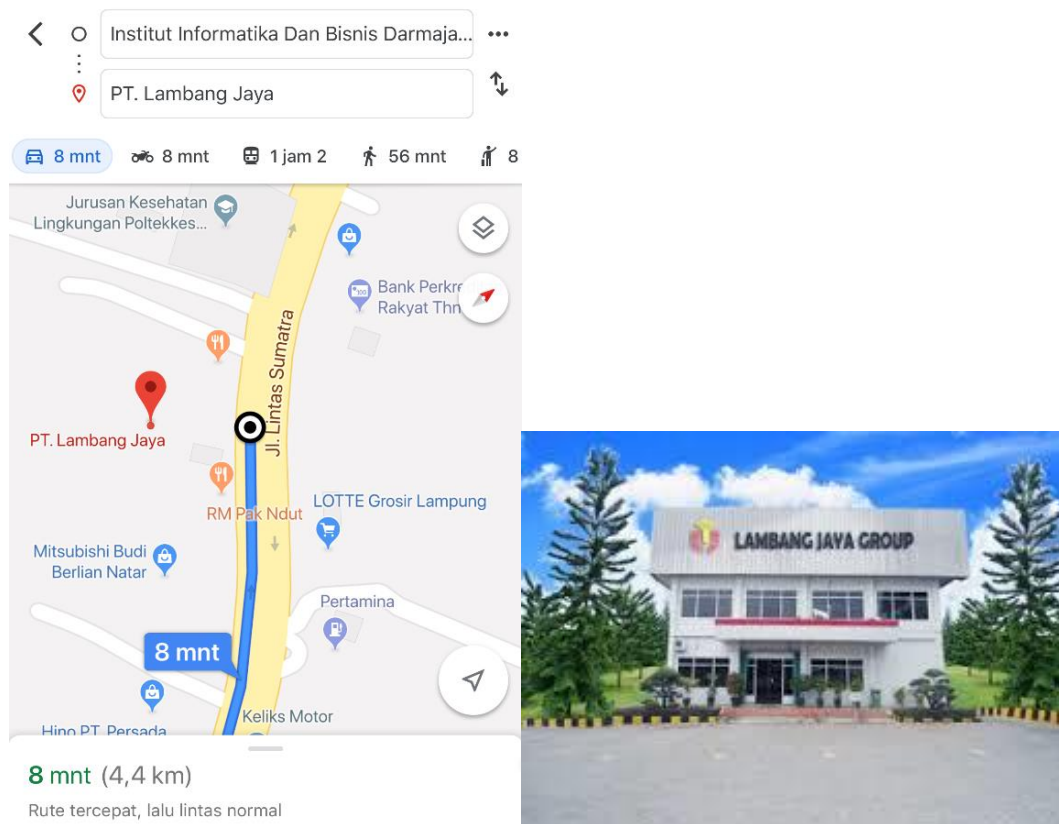 Institut Informatika Dan Bisnis Darmaja...
PT. Lambang Jaya
8 mnt
8 mnt
1 jam 2
56 mnt
8
Jurusan Kesehatan
Lingkungan Poltekkes...
Bank Perkre
Rakyat Thn
Jl. Lintas Sumatra
PT. Lambang Jaya
RM Pak Ndut
LOTTE Grosir Lampung
Mitsubishi Budi
Berlian Natar
Pertamina
8 mnt
Keliks Motor
Hino PT. Persada
8 mnt (4,4 km)
Rute tercepat, lalu lintas normal
LAMBANG JAYA GROUP